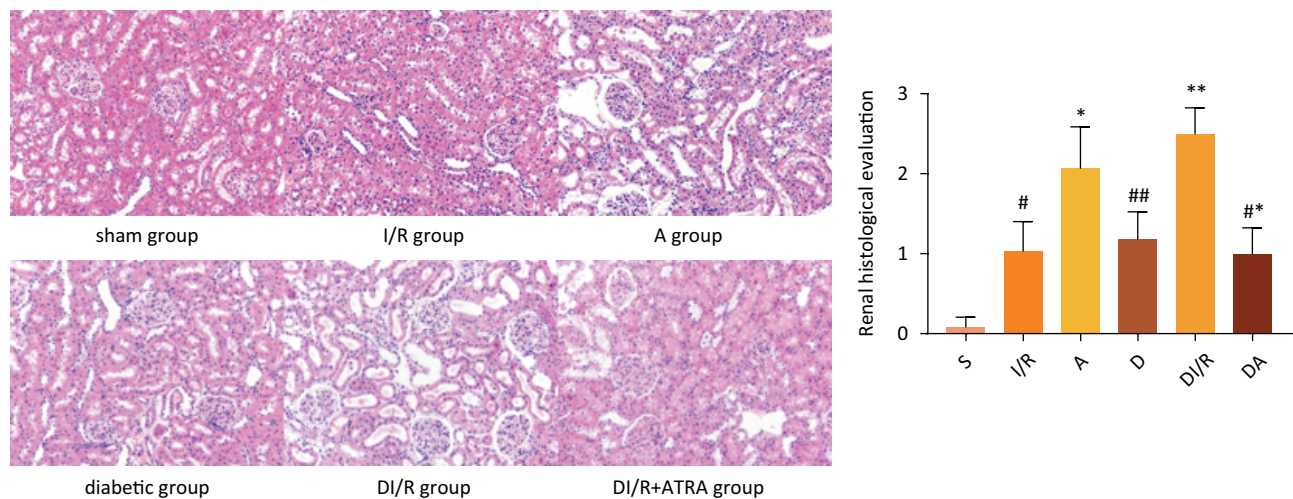 sham group
I/R group
A group
diabetic group
DI/R group
DI/R+ATRA group
Renal histological evaluation
3
2
1
0
#
*
##
**
#*
S
I/R
A
D
DI/R
DA